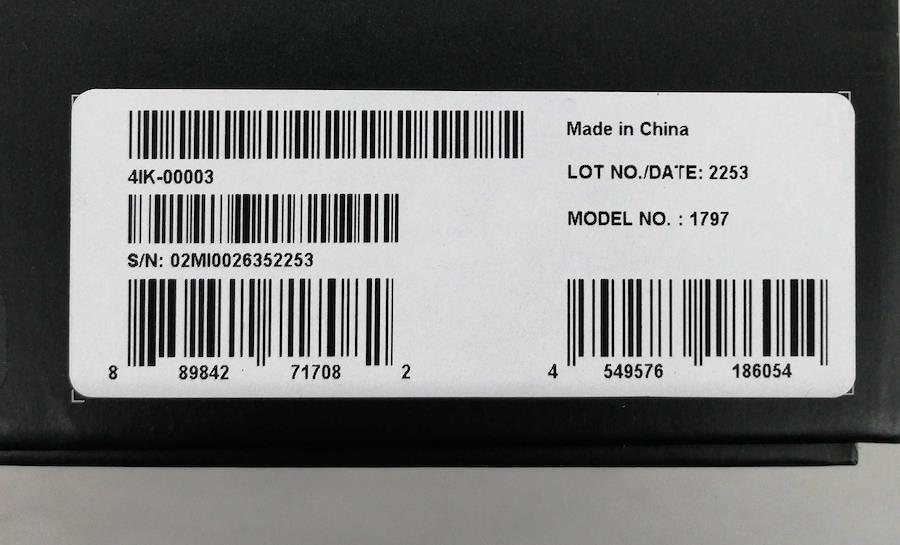 4IK-00003
S/N: 02MI0026352253
8 89842 71708 2
Made in China
LOT NO./DATE: 2253
MODEL NO. : 1797
4 549576 186054